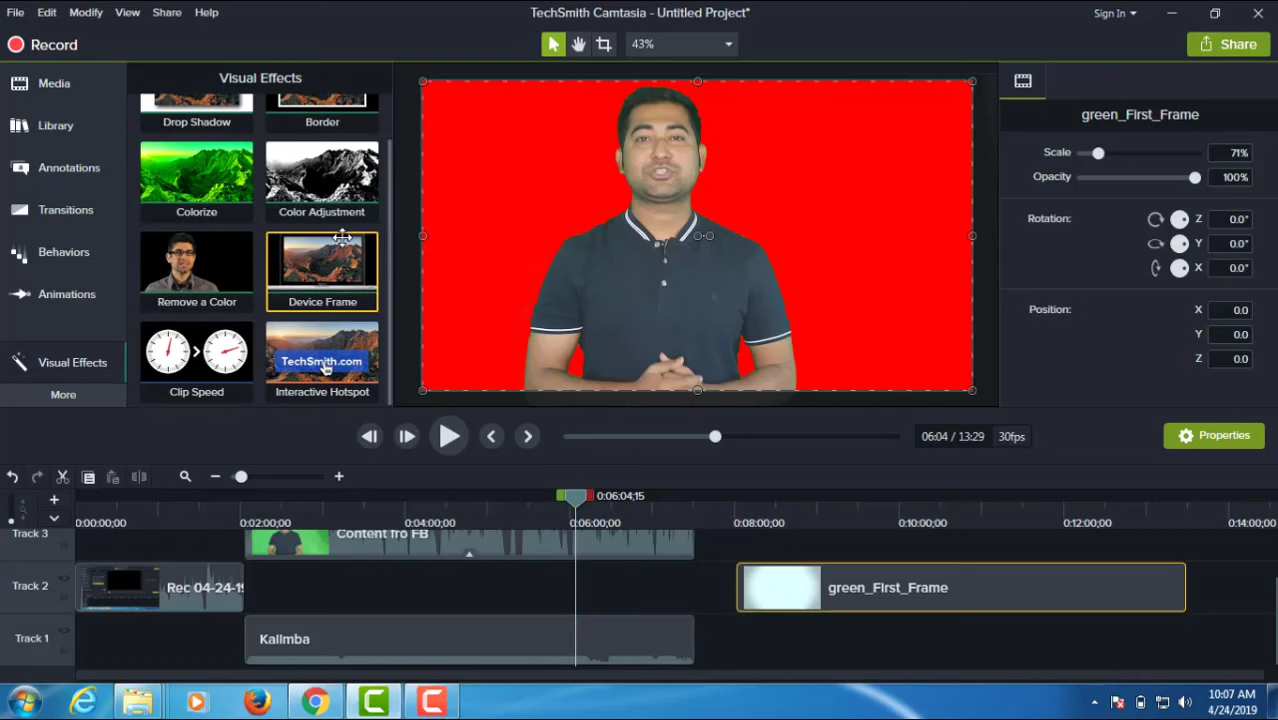 File Edit Modify View Share Help
TechSmith Camtasia - Untitled Project*
Sign In
Record
43%
Share
Media
Library
Annotations
Transitions
Behaviors
Animations
Visual Effects
More
Visual Effects
Drop Shadow
Border
Colorize
Color Adjustment
Remove a Color
Device Frame
TechSmith.com
Clip Speed
Interactive Hotspot
green_First_Frame
Scale 71%
Opacity 100%
Rotation: Z 0.0°
Y 0.0°
X 0.0°
Position: X 0.0
Y 0.0
Z 0.0
06:04 / 13:29 30fps
Properties
0:06:04;15
0:00:00;00 0:02:00;00 0:04:00;00 0:06:00;00 0:08:00;00 0:10:00;00 0:12:00;00 0:14:00;00
Track 3
Content fro FB
Track 2
Rec 04-24-19
green_First_Frame
Track 1
Kalimba
10:07 AM
4/24/2019